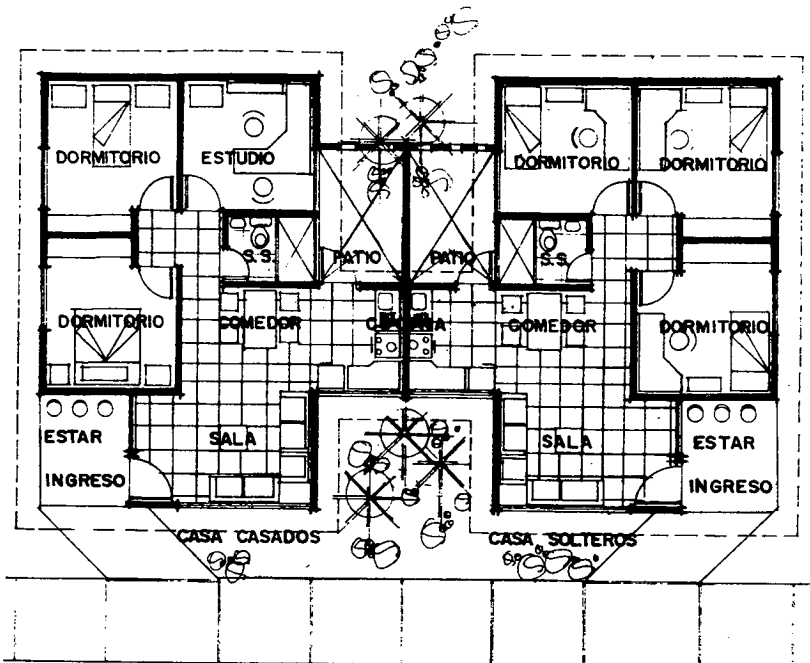 DORMITORIO ESTUDIO DORMITORIO DORMITORIO
S.S. PATIO PATIO S.S.
DORMITORIO COMEDOR COCINA COMEDOR DORMITORIO
ESTAR SALA SALA ESTAR
INGRESO INGRESO
CASA CASADOS CASA SOLTEROS